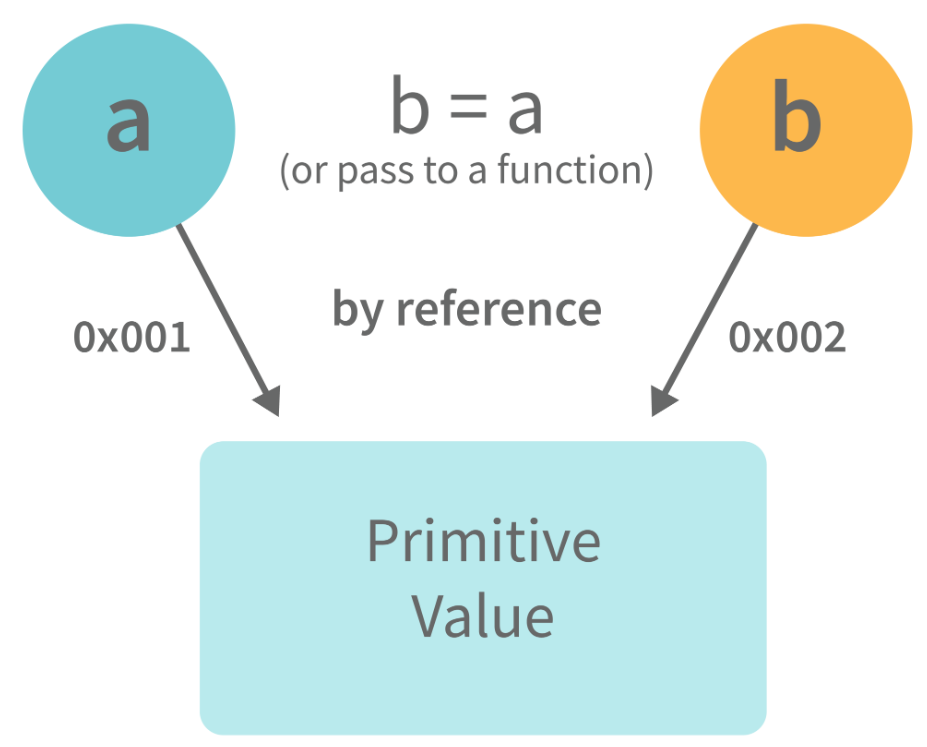 a
b = a
b
(or pass to a function)
by reference
0x001
0x002
Primitive
Value